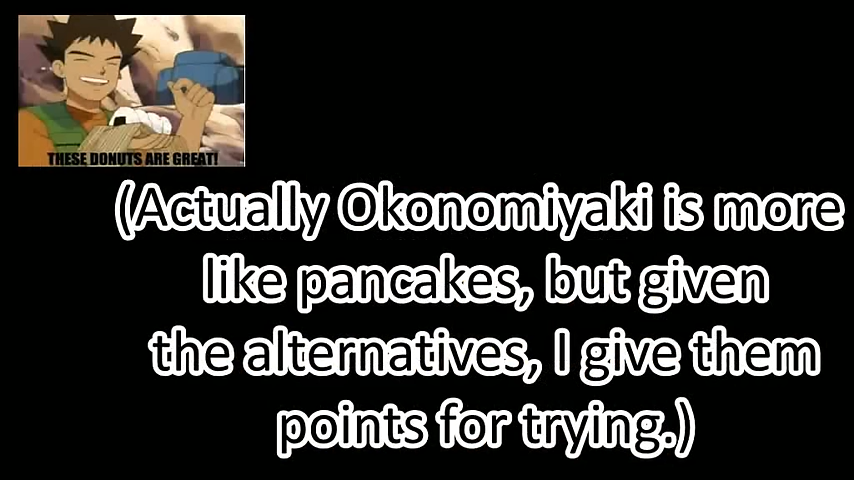 THESE DONUTS ARE GREAT!
(Actually Okonomiyaki is more
like pancakes, but given
the alternatives, I give them
points for trying.)